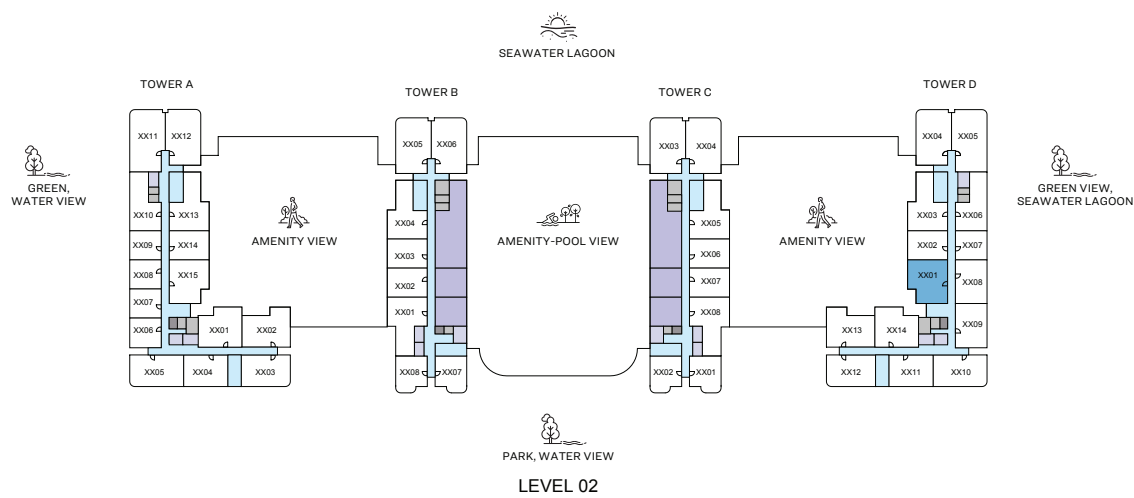 SEAWATER LAGOON
TOWER A
TOWER B
TOWER C
TOWER D
GREEN,
WATER VIEW
AMENITY VIEW
AMENITY-POOL VIEW
AMENITY VIEW
GREEN VIEW,
SEAWATER LAGOON
XX11 XX12
XX10 XX13
XX09 XX14
XX08 XX15
XX07
XX06 XX01 XX02
XX05 XX04 XX03
XX05 XX06
XX04
XX03
XX02
XX01
XX08 XX07
XX03 XX04
XX05
XX06
XX07
XX08
XX02 XX01
XX04 XX05
XX03 XX06
XX02 XX07
XX01 XX08
XX13 XX14 XX09
XX12 XX11 XX10
PARK, WATER VIEW
LEVEL 02